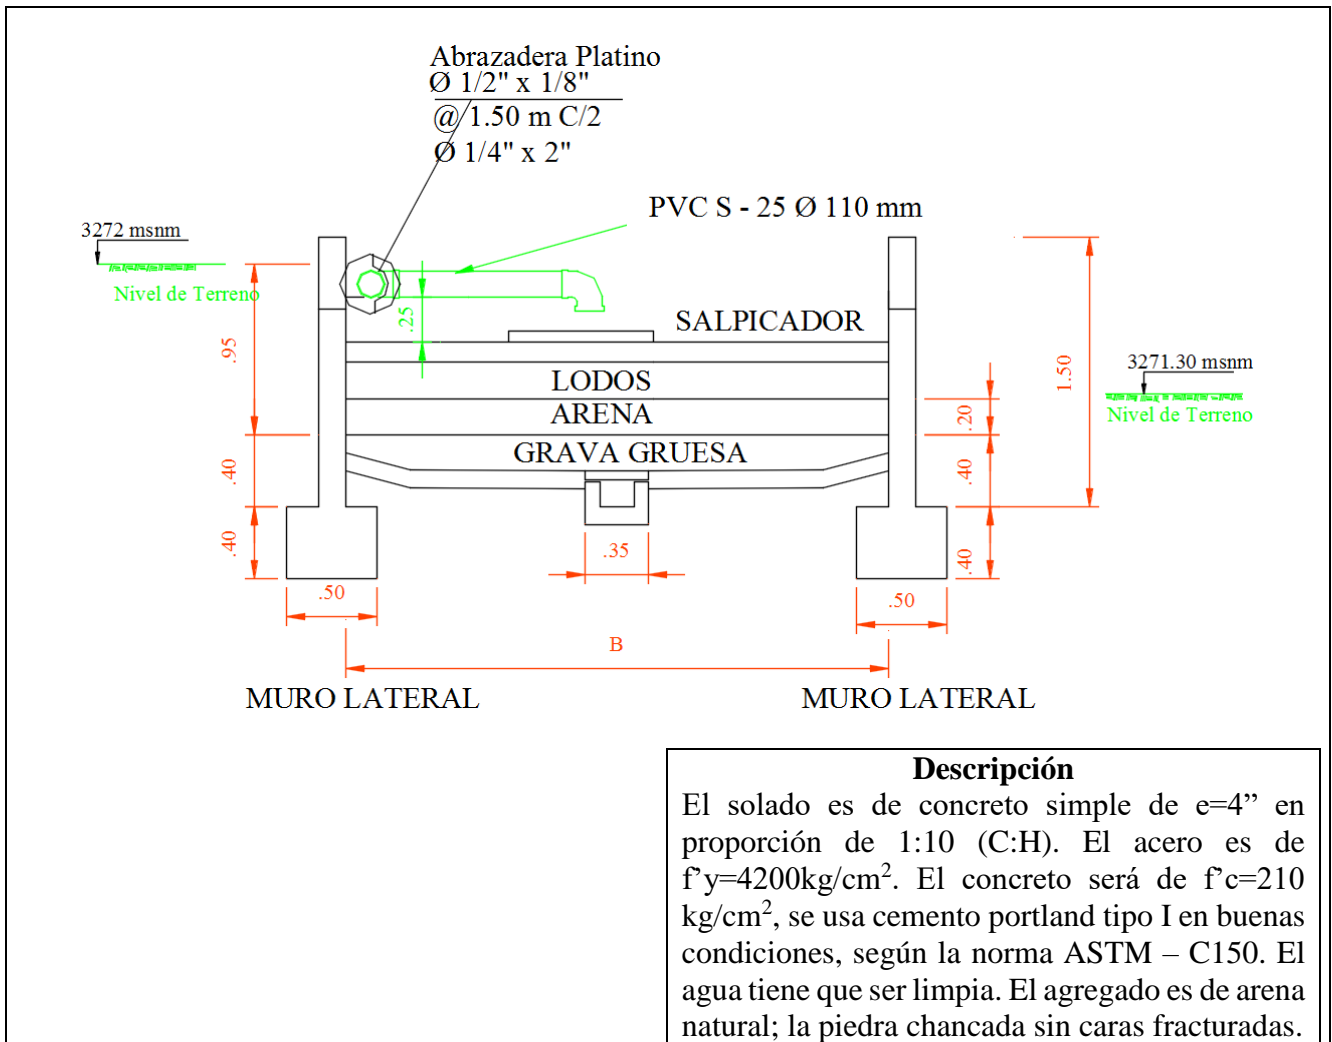 Abrazadera Platino
Ø 1/2" x 1/8"
@ 1.50 m C/2
Ø 1/4" x 2"
PVC S - 25 Ø 110 mm
3272 msnm
Nivel de Terreno
.25
SALPICADOR
.95
LODOS
3271.30 msnm
1.50
ARENA
.20
Nivel de Terreno
GRAVA GRUESA
.40
.40
.40
.35
.40
.50
.50
B
MURO LATERAL
MURO LATERAL
Descripción
El solado es de concreto simple de e=4” en
proporción de 1:10 (C:H). El acero es de
f’y=4200kg/cm². El concreto será de f’c=210
kg/cm², se usa cemento portland tipo I en buenas
condiciones, según la norma ASTM – C150. El
agua tiene que ser limpia. El agregado es de arena
natural; la piedra chancada sin caras fracturadas.